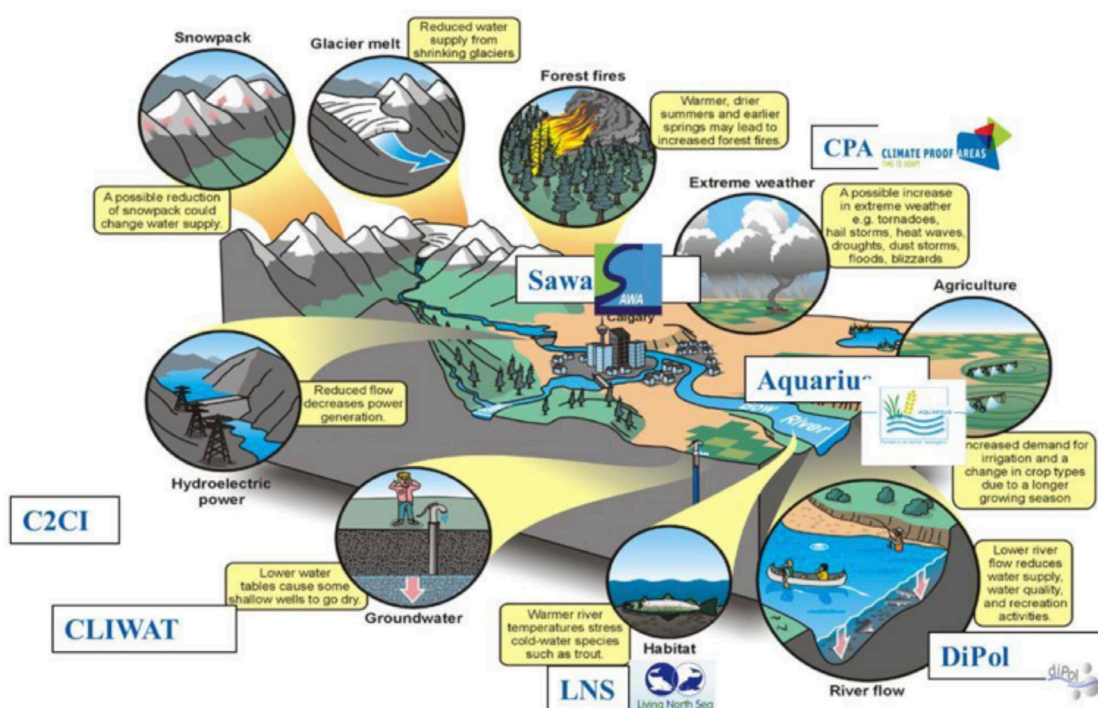 Snowpack
Glacier melt
Reduced water
supply from
shrinking glaciers
Forest fires
Warmer, drier
summers and earlier
springs may lead to
increased forest fires.
CPA
CLIMATE PROOF AREAS
TIME TO ADAPT
A possible reduction
of snowpack could
change water supply.
Extreme weather
A possible increase
in extreme weather
e.g. tornadoes,
hail storms, heat waves,
droughts, dust storms,
floods, blizzards
Sawa
SAWA
Calgary
Agriculture
Reduced flow
decreases power
generation.
Aquarius
AQUARIUS
Bow River
Increased demand for
irrigation and a
change in crop types
due to a longer
growing season
Hydroelectric
power
C2CI
Lower water
tables cause some
shallow wells to go dry.
Groundwater
CLIWAT
Warmer river
temperatures stress
cold-water species
such as trout.
Habitat
LNS
Living North Sea
Lower river
flow reduces
water supply,
water quality,
and recreation
activities.
River flow
DiPol
diPol